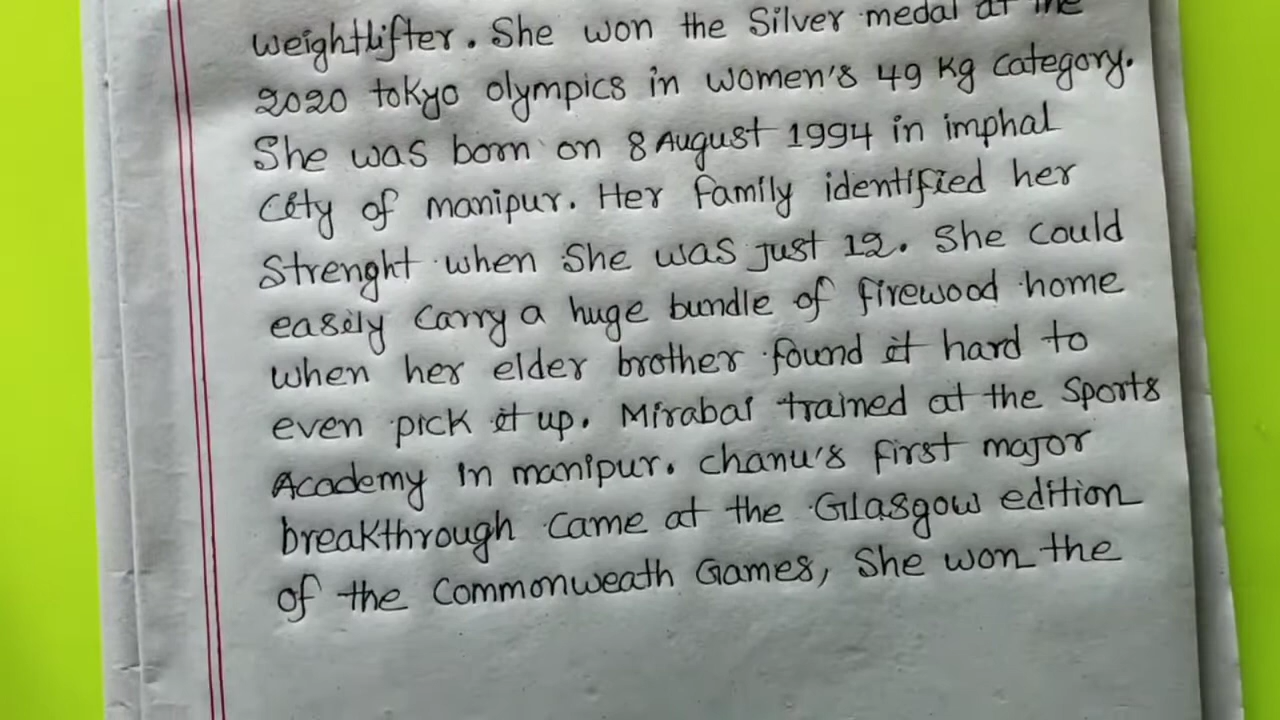 weightlifter. She won the Silver medal at the
2020 tokyo olympics in women's 49 Kg category.
She was born on 8 August 1994 in imphal
City of manipur. Her family identified her
Strenght when She was just 12. She could
easily carry a huge bundle of firewood home
when her elder brother found it hard to
even pick it up. Mirabai trained at the Sports
Academy in manipur. Chanu's first major
breakthrough came at the Glasgow edition
of the Commonweath Games, She won the